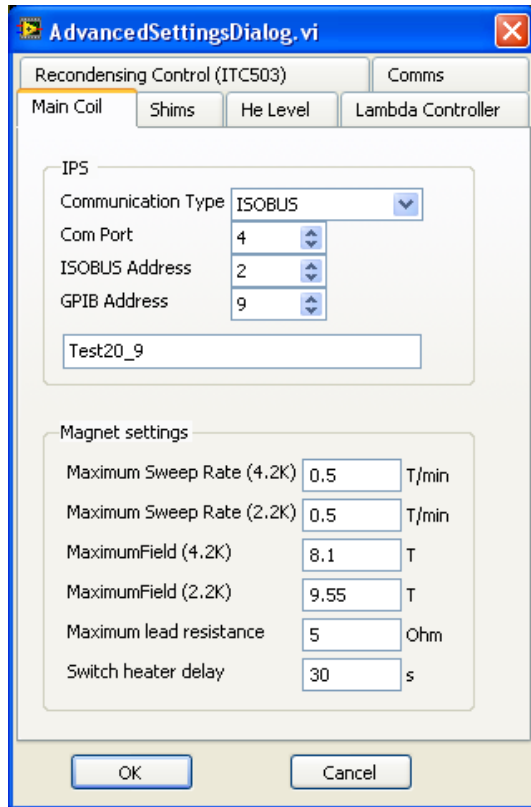 AdvancedSettingsDialog.vi
Recondensing Control (ITC503) Comms
Main Coil Shims He Level Lambda Controller
IPS
Communication Type ISOBUS
Com Port 4
ISOBUS Address 2
GPIB Address 9
Test20_9
Magnet settings
Maximum Sweep Rate (4.2K) 0.5 T/min
Maximum Sweep Rate (2.2K) 0.5 T/min
MaximumField (4.2K) 8.1 T
MaximumField (2.2K) 9.55 T
Maximum lead resistance 5 Ohm
Switch heater delay 30 s
OK Cancel